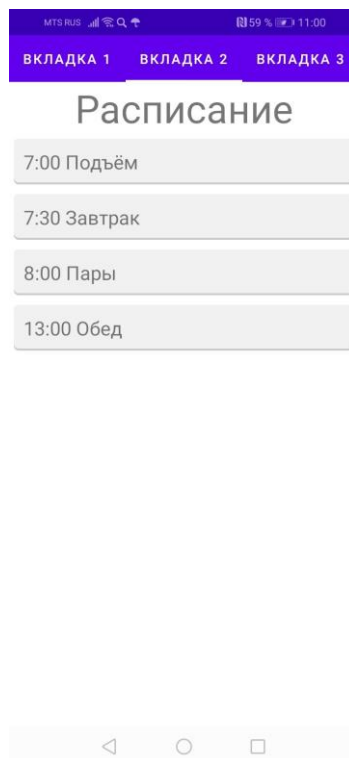 MTS RUS 59 % 11:00
ВКЛАДКА 1 ВКЛАДКА 2 ВКЛАДКА 3
Расписание
7:00 Подъём
7:30 Завтрак
8:00 Пары
13:00 Обед